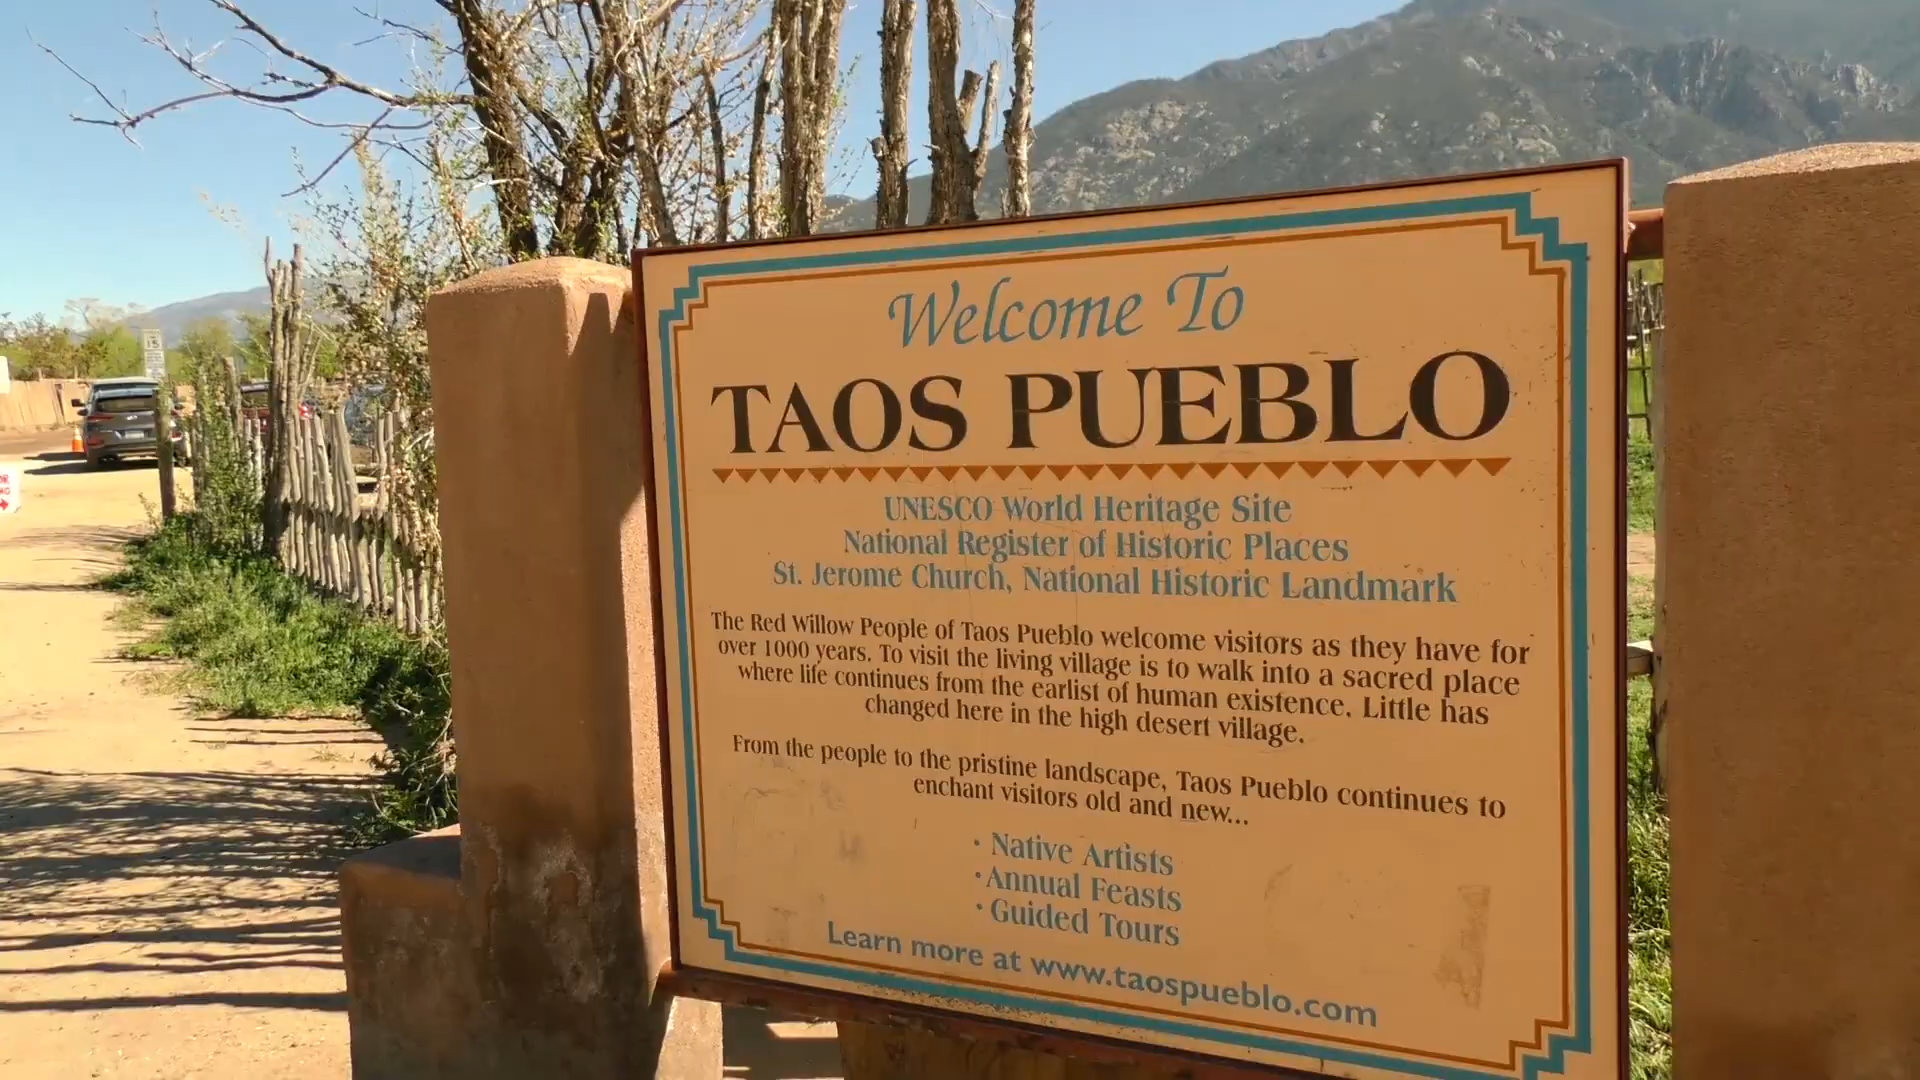 Welcome To
TAOS PUEBLO
UNESCO World Heritage Site
National Register of Historic Places
St. Jerome Church, National Historic Landmark
The Red Willow People of Taos Pueblo welcome visitors as they have for
over 1000 years. To visit the living village is to walk into a sacred place
where life continues from the earlist of human existence. Little has
changed here in the high desert village.
From the people to the pristine landscape, Taos Pueblo continues to
enchant visitors old and new...
· Native Artists
· Annual Feasts
· Guided Tours
Learn more at www.taospueblo.com
15